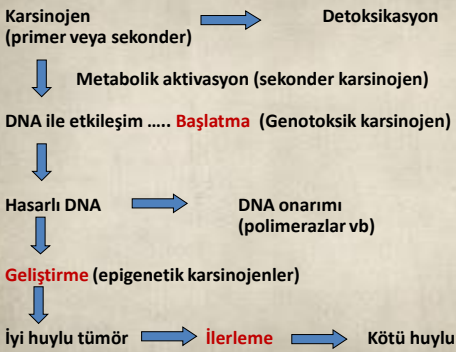 Karsinojen
(primer veya sekonder)
Detoksikasyon
Metabolik aktivasyon (sekonder karsinojen)
DNA ile etkileşim ..... Başlatma (Genotoksik karsinojen)
Hasarlı DNA
DNA onarımı
(polimerazlar vb)
Geliştirme (epigenetik karsinojenler)
İyi huylu tümör
İlerleme
Kötü huylu